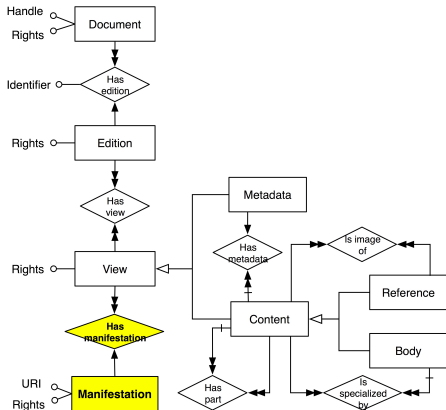 Handle
Rights
Document
Has
edition
Identifier
Rights
Edition
Has
view
Metadata
Is image
of
Has
metadata
Rights
View
Reference
Content
Has
manifestation
Body
URI
Rights
Manifestation
Has
part
Is
specialized
by